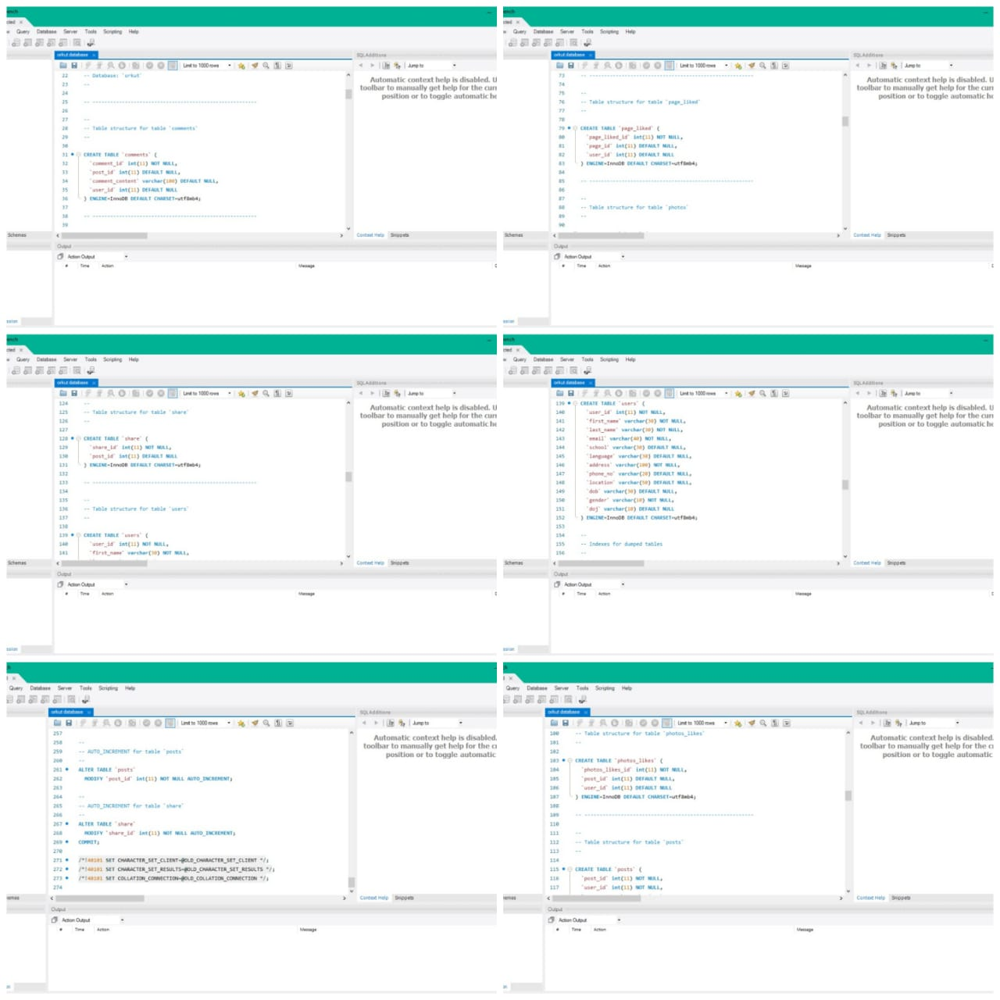 ench
cted ×
w Query Database Server Tools Scripting Help
orkut database ×
SQLAdditions
Limit to 1000 rows
Jump to
22 -- Database: `orkut`
23 --
24
25 -- --------------------------------------------------------
26
27 --
28 -- Table structure for table `comments`
29 --
30
31 CREATE TABLE `comments` (
32 `comment_id` int(11) NOT NULL,
33 `post_id` int(11) DEFAULT NULL,
34 `comment_content` varchar(100) DEFAULT NULL,
35 `user_id` int(11) DEFAULT NULL
36 ) ENGINE=InnoDB DEFAULT CHARSET=utf8mb4;
37
38 -- --------------------------------------------------------
39
Automatic context help is disabled. U
toolbar to manually get help for the curr
position or to toggle automatic he
Schemas
Context Help Snippets
Output
Action Output
# Time Action Message
ssion
ench
cted ×
w Query Database Server Tools Scripting Help
orkut database ×
SQLAdditions
Limit to 1000 rows
Jump to
73 -- --------------------------------------------------------
74
75 --
76 -- Table structure for table `page_liked`
77 --
78
79 CREATE TABLE `page_liked` (
80 `page_liked_id` int(11) NOT NULL,
81 `page_id` int(11) DEFAULT NULL,
82 `user_id` int(11) DEFAULT NULL
83 ) ENGINE=InnoDB DEFAULT CHARSET=utf8mb4;
84
85 -- --------------------------------------------------------
86
87 --
88 -- Table structure for table `photos`
89 --
90
Automatic context help is disabled. U
toolbar to manually get help for the curr
position or to toggle automatic he
Schemas
Context Help Snippets
Output
Action Output
# Time Action Message
ssion
ench
cted ×
w Query Database Server Tools Scripting Help
orkut database ×
SQLAdditions
Limit to 1000 rows
Jump to
124 --
125 -- Table structure for table `share`
126 --
127
128 CREATE TABLE `share` (
129 `share_id` int(11) NOT NULL,
130 `post_id` int(11) DEFAULT NULL
131 ) ENGINE=InnoDB DEFAULT CHARSET=utf8mb4;
132
133 -- --------------------------------------------------------
134
135 --
136 -- Table structure for table `users`
137 --
138
139 CREATE TABLE `users` (
140 `user_id` int(11) NOT NULL,
141 `first_name` varchar(30) NOT NULL,
Automatic context help is disabled. U
toolbar to manually get help for the curr
position or to toggle automatic he
Schemas
Context Help Snippets
Output
Action Output
# Time Action Message
ssion
ench
cted ×
w Query Database Server Tools Scripting Help
orkut database ×
SQLAdditions
Limit to 1000 rows
Jump to
139 CREATE TABLE `users` (
140 `user_id` int(11) NOT NULL,
141 `first_name` varchar(30) NOT NULL,
142 `last_name` varchar(30) NOT NULL,
143 `email` varchar(40) NOT NULL,
144 `school` varchar(30) DEFAULT NULL,
145 `language` varchar(30) DEFAULT NULL,
146 `address` varchar(100) NOT NULL,
147 `phone_no` varchar(20) DEFAULT NULL,
148 `location` varchar(50) DEFAULT NULL,
149 `dob` varchar(30) DEFAULT NULL,
150 `gender` varchar(10) NOT NULL,
151 `doj` varchar(10) DEFAULT NULL
152 ) ENGINE=InnoDB DEFAULT CHARSET=utf8mb4;
153
154 --
155 -- Indexes for dumped tables
156 --
Automatic context help is disabled. U
toolbar to manually get help for the curr
position or to toggle automatic he
Schemas
Context Help Snippets
Output
Action Output
# Time Action Message
ssion
ch
Query Database Server Tools Scripting Help
orkut database ×
SQLAdditions
Limit to 1000 rows
Jump to
257
258 --
259 -- AUTO_INCREMENT for table `posts`
260 --
261 ALTER TABLE `posts`
262 MODIFY `post_id` int(11) NOT NULL AUTO_INCREMENT;
263
264 --
265 -- AUTO_INCREMENT for table `share`
266 --
267 ALTER TABLE `share`
268 MODIFY `share_id` int(11) NOT NULL AUTO_INCREMENT;
269 COMMIT;
270
271 /*!40101 SET CHARACTER_SET_CLIENT=@OLD_CHARACTER_SET_CLIENT */;
272 /*!40101 SET CHARACTER_SET_RESULTS=@OLD_CHARACTER_SET_RESULTS */;
273 /*!40101 SET COLLATION_CONNECTION=@OLD_COLLATION_CONNECTION */;
274
Automatic context help is disabled.
toolbar to manually get help for the cu
position or to toggle automatic
hemas
Context Help Snippets
Output
Action Output
# Time Action Message
on
h
Query Database Server Tools Scripting Help
orkut database ×
SQLAdditions
Limit to 1000 rows
Jump to
100 -- Table structure for table `photos_likes`
101 --
102
103 CREATE TABLE `photos_likes` (
104 `photos_likes_id` int(11) NOT NULL,
105 `post_id` int(11) DEFAULT NULL,
106 `user_id` int(11) DEFAULT NULL
107 ) ENGINE=InnoDB DEFAULT CHARSET=utf8mb4;
108
109 -- --------------------------------------------------------
110
111 --
112 -- Table structure for table `posts`
113 --
114
115 CREATE TABLE `posts` (
116 `post_id` int(11) NOT NULL,
117 `user_id` int(11) NOT NULL,
Automatic context help is disabled.
toolbar to manually get help for the cu
position or to toggle automatic
emas
Context Help Snippets
Output
Action Output
# Time Action Message
on